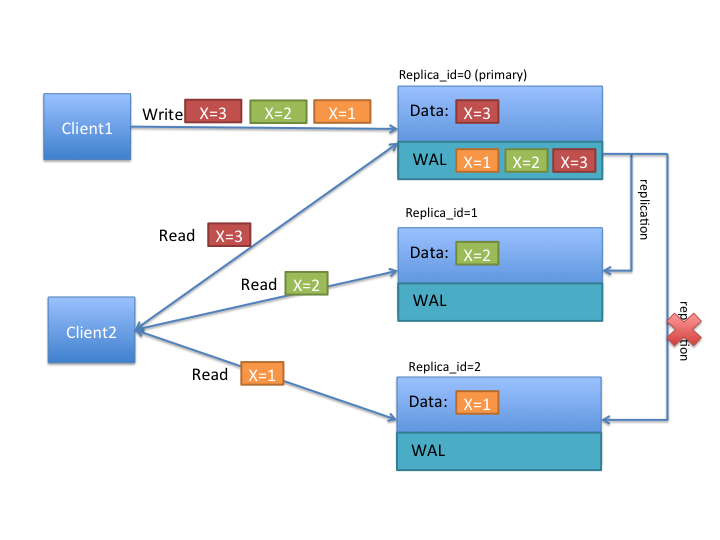 Replica_id=0 (primary)
Client1
Write X=3 X=2 X=1
Data: X=3
WAL X=1 X=2 X=3
replication
Replica_id=1
Read X=3
Data: X=2
WAL
Read X=2
Client2
Replica_id=2
Read X=1
Data: X=1
WAL